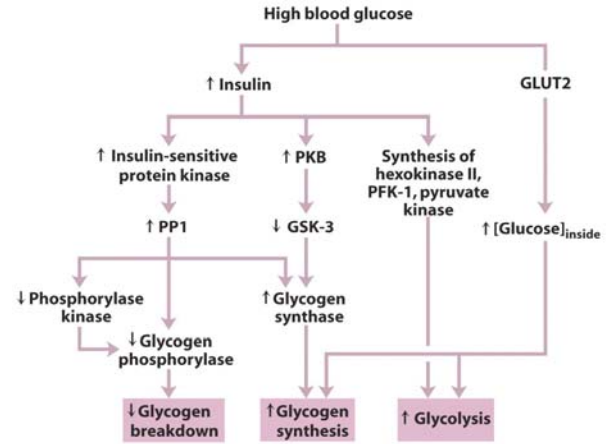 High blood glucose
↑ Insulin
GLUT2
↑ Insulin-sensitive
protein kinase
↑ PKB
Synthesis of
hexokinase II,
PFK-1, pyruvate
kinase
↑ PP1
↓ GSK-3
↑ [Glucose]inside
↓ Phosphorylase
kinase
↑ Glycogen
synthase
↓ Glycogen
phosphorylase
↓ Glycogen
breakdown
↑ Glycogen
synthesis
↑ Glycolysis